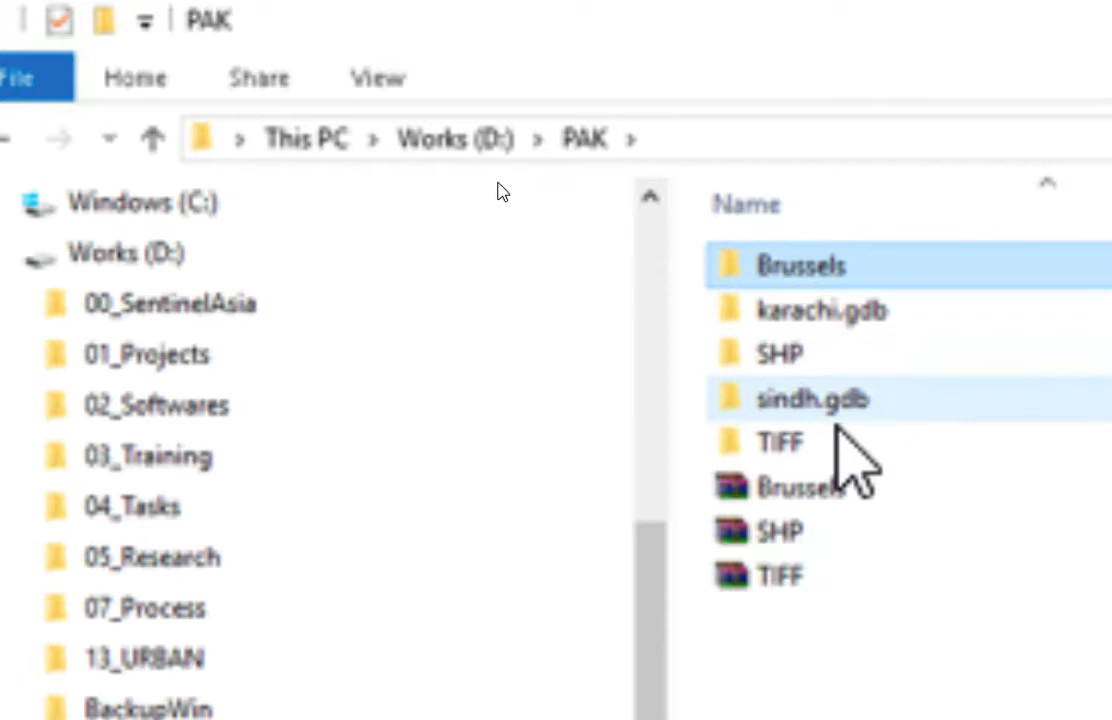 PAK
File Home Share View
This PC > Works (D:) > PAK >
Windows (C:)
Works (D:)
00_SentinelAsia
01_Projects
02_Softwares
03_Training
04_Tasks
05_Research
07_Process
13_URBAN
BackupWin
Name
Brussels
karachi.gdb
SHP
sindh.gdb
TIFF
Brussels
SHP
TIFF